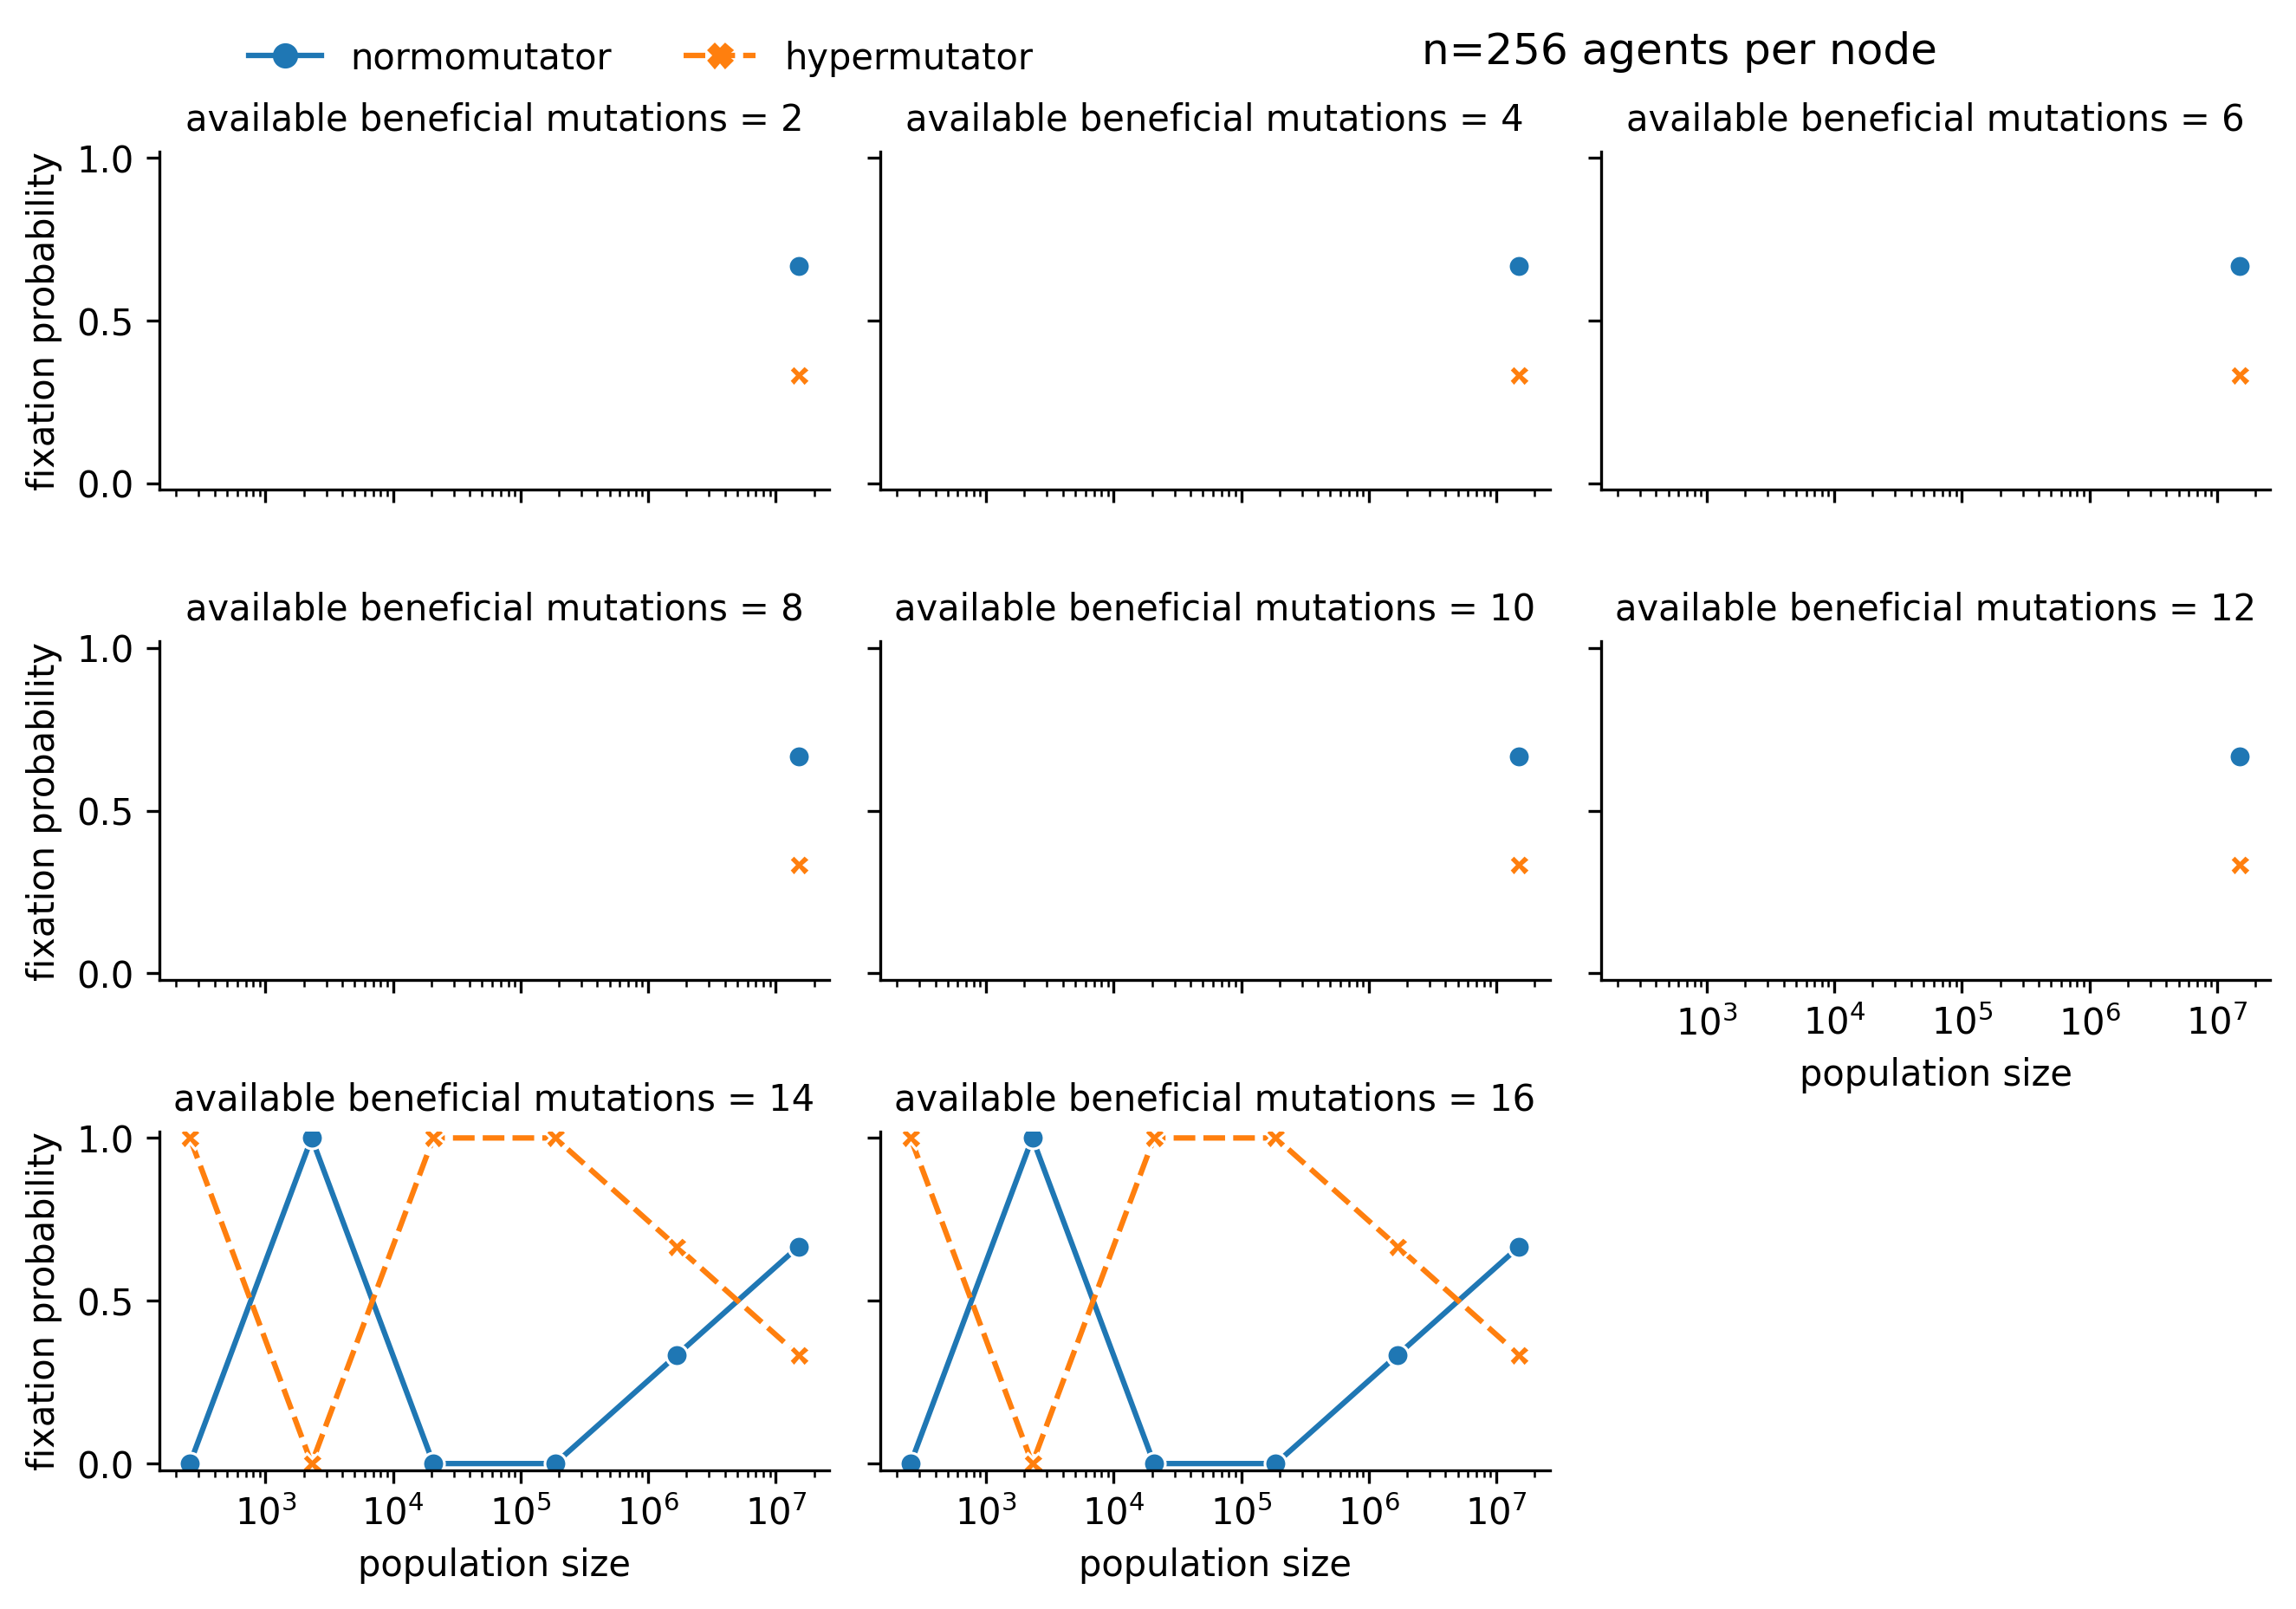 normomutator hypermutator n=256 agents per node
available beneficial mutations = 2 available beneficial mutations = 4 available beneficial mutations = 6
fixation probability
1.0
0.5
0.0
available beneficial mutations = 8 available beneficial mutations = 10 available beneficial mutations = 12
fixation probability
1.0
0.5
0.0
10³ 10⁴ 10⁵ 10⁶ 10⁷
population size
available beneficial mutations = 14 available beneficial mutations = 16
fixation probability
1.0
0.5
0.0
10³ 10⁴ 10⁵ 10⁶ 10⁷ 10³ 10⁴ 10⁵ 10⁶ 10⁷
population size population size